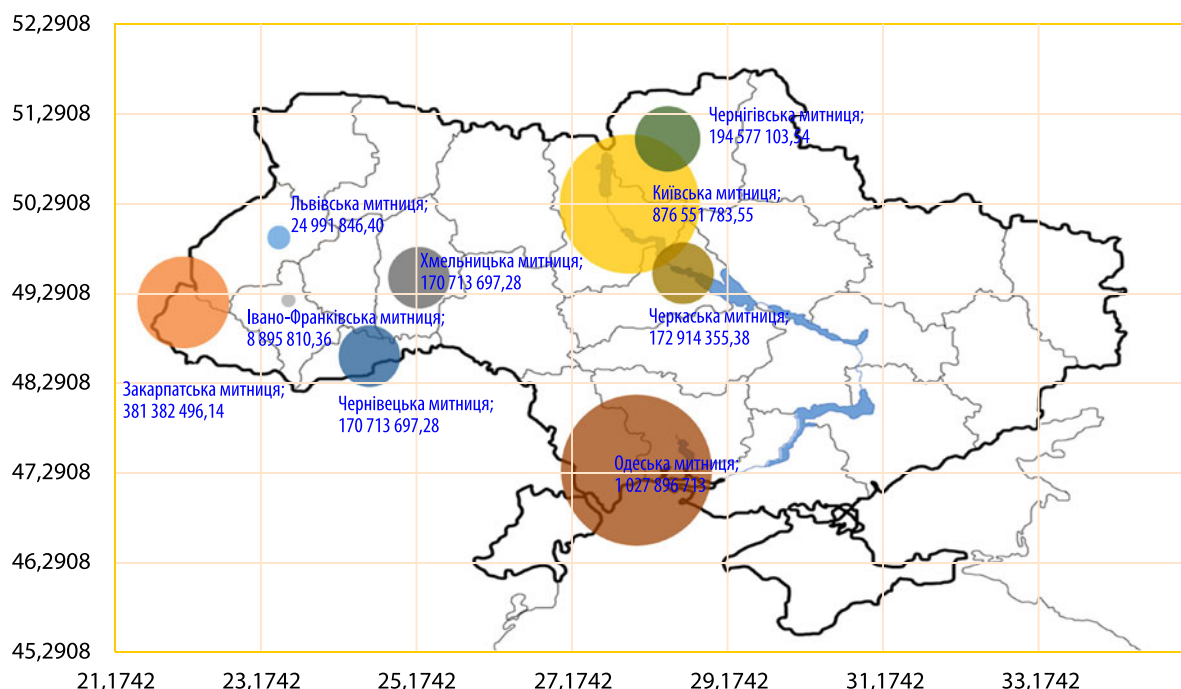 52,2908
51,2908
50,2908
49,2908
48,2908
47,2908
46,2908
45,2908
Чернігівська митниця;
194 577 103,54
Київська митниця;
876 551 783,55
Львівська митниця;
24 991 846,40
Хмельницька митниця;
170 713 697,28
Івано-Франківська митниця;
8 895 810,36
Черкаська митниця;
172 914 355,38
Закарпатська митниця;
381 382 496,14
Чернівецька митниця;
170 713 697,28
Одеська митниця;
1 027 896 713
21,1742
23,1742
25,1742
27,1742
29,1742
31,1742
33,1742